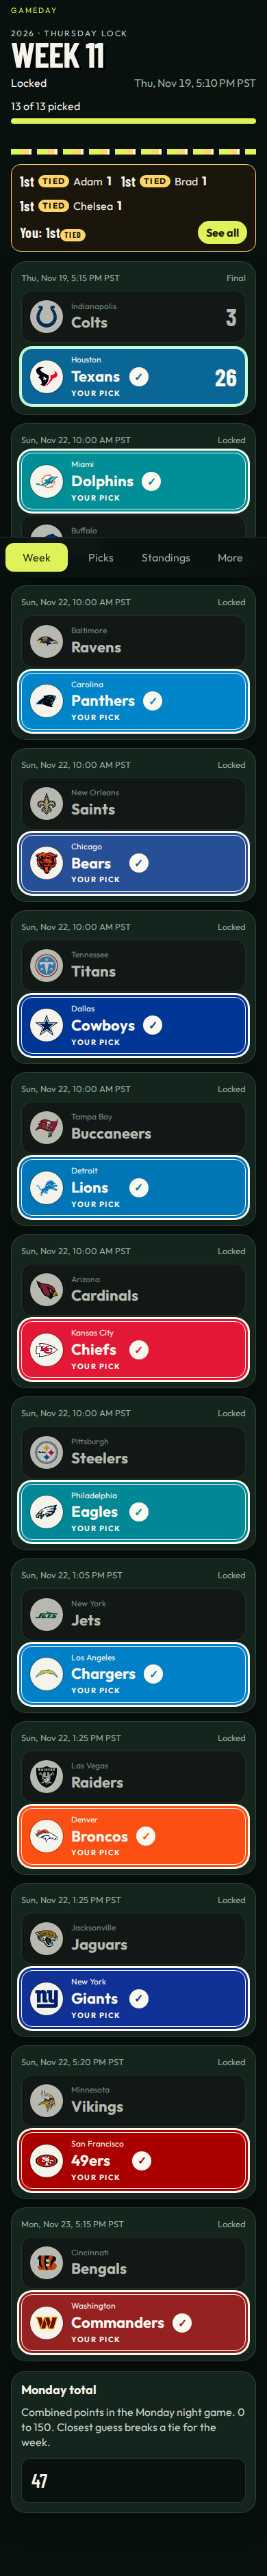 GAMEDAY
2026 · THURSDAY LOCK
WEEK 11
Locked Thu, Nov 19, 5:10 PM PST
13 of 13 picked
1st TIED Adam 1 1st TIED Brad 1
1st TIED Chelsea 1
You: 1st TIED See all
Thu, Nov 19, 5:15 PM PST Final
Indianapolis
Colts 3
Houston
Texans ✓ 26
YOUR PICK
Sun, Nov 22, 10:00 AM PST Locked
Miami
Dolphins ✓
YOUR PICK
Buffalo
Week Picks Standings More
Sun, Nov 22, 10:00 AM PST Locked
Baltimore
Ravens
Carolina
Panthers ✓
YOUR PICK
Sun, Nov 22, 10:00 AM PST Locked
New Orleans
Saints
Chicago
Bears ✓
YOUR PICK
Sun, Nov 22, 10:00 AM PST Locked
Tennessee
Titans
Dallas
Cowboys ✓
YOUR PICK
Sun, Nov 22, 10:00 AM PST Locked
Tampa Bay
Buccaneers
Detroit
Lions ✓
YOUR PICK
Sun, Nov 22, 10:00 AM PST Locked
Arizona
Cardinals
Kansas City
Chiefs ✓
YOUR PICK
Sun, Nov 22, 10:00 AM PST Locked
Pittsburgh
Steelers
Philadelphia
Eagles ✓
YOUR PICK
Sun, Nov 22, 1:05 PM PST Locked
New York
Jets
Los Angeles
Chargers ✓
YOUR PICK
Sun, Nov 22, 1:25 PM PST Locked
Las Vegas
Raiders
Denver
Broncos ✓
YOUR PICK
Sun, Nov 22, 1:25 PM PST Locked
Jacksonville
Jaguars
New York
Giants ✓
YOUR PICK
Sun, Nov 22, 5:20 PM PST Locked
Minnesota
Vikings
San Francisco
49ers ✓
YOUR PICK
Mon, Nov 23, 5:15 PM PST Locked
Cincinnati
Bengals
Washington
Commanders ✓
YOUR PICK
Monday total
Combined points in the Monday night game. 0
to 150. Closest guess breaks a tie for the
week.
47